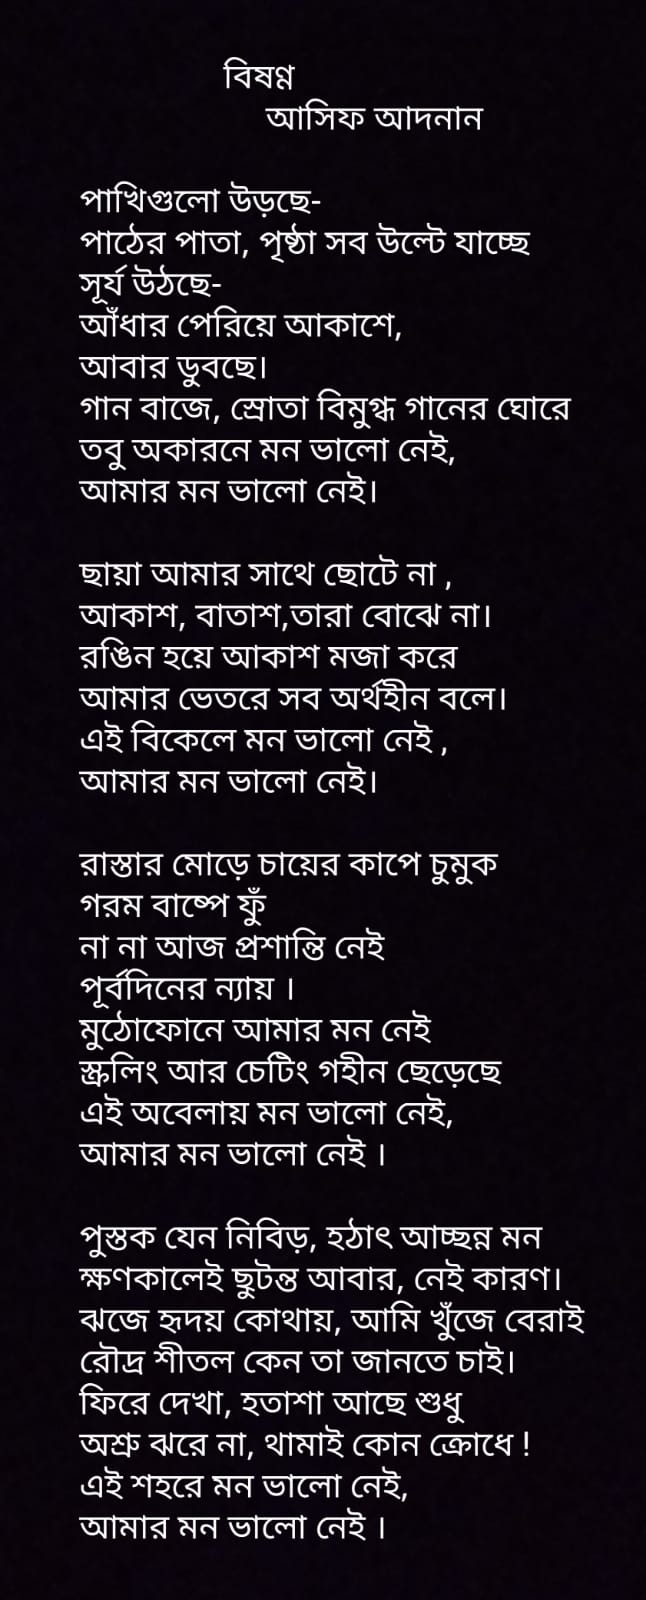 বিষণ্ণ
আসিফ আদনান
পাখিগুলো উড়ছে-
পাঠের পাতা, পৃষ্ঠা সব উল্টে যাচ্ছে
সূর্য উঠছে-
আঁধার পেরিয়ে আকাশে,
আবার ডুবছে।
গান বাজে, স্রোতা বিমুগ্ধ গানের ঘোরে
তবু অকারনে মন ভালো নেই,
আমার মন ভালো নেই।
ছায়া আমার সাথে ছোটে না ,
আকাশ, বাতাশ,তারা বোঝে না।
রঙিন হয়ে আকাশ মজা করে
আমার ভেতরে সব অর্থহীন বলে।
এই বিকেলে মন ভালো নেই ,
আমার মন ভালো নেই।
রাস্তার মোড়ে চায়ের কাপে চুমুক
গরম বাষ্পে ফুঁ
না না আজ প্রশান্তি নেই
পূর্বদিনের ন্যায় ।
মুঠোফোনে আমার মন নেই
স্ক্রলিং আর চেটিং গহীন ছেড়েছে
এই অবেলায় মন ভালো নেই,
আমার মন ভালো নেই ।
পুস্তক যেন নিবিড়, হঠাৎ আচ্ছন্ন মন
ক্ষণকালেই ছুটন্ত আবার, নেই কারণ।
ঝজে হৃদয় কোথায়, আমি খুঁজে বেরাই
রৌদ্র শীতল কেন তা জানতে চাই।
ফিরে দেখা, হতাশা আছে শুধু
অশ্রু ঝরে না, থামাই কোন ক্রোধে !
এই শহরে মন ভালো নেই,
আমার মন ভালো নেই ।